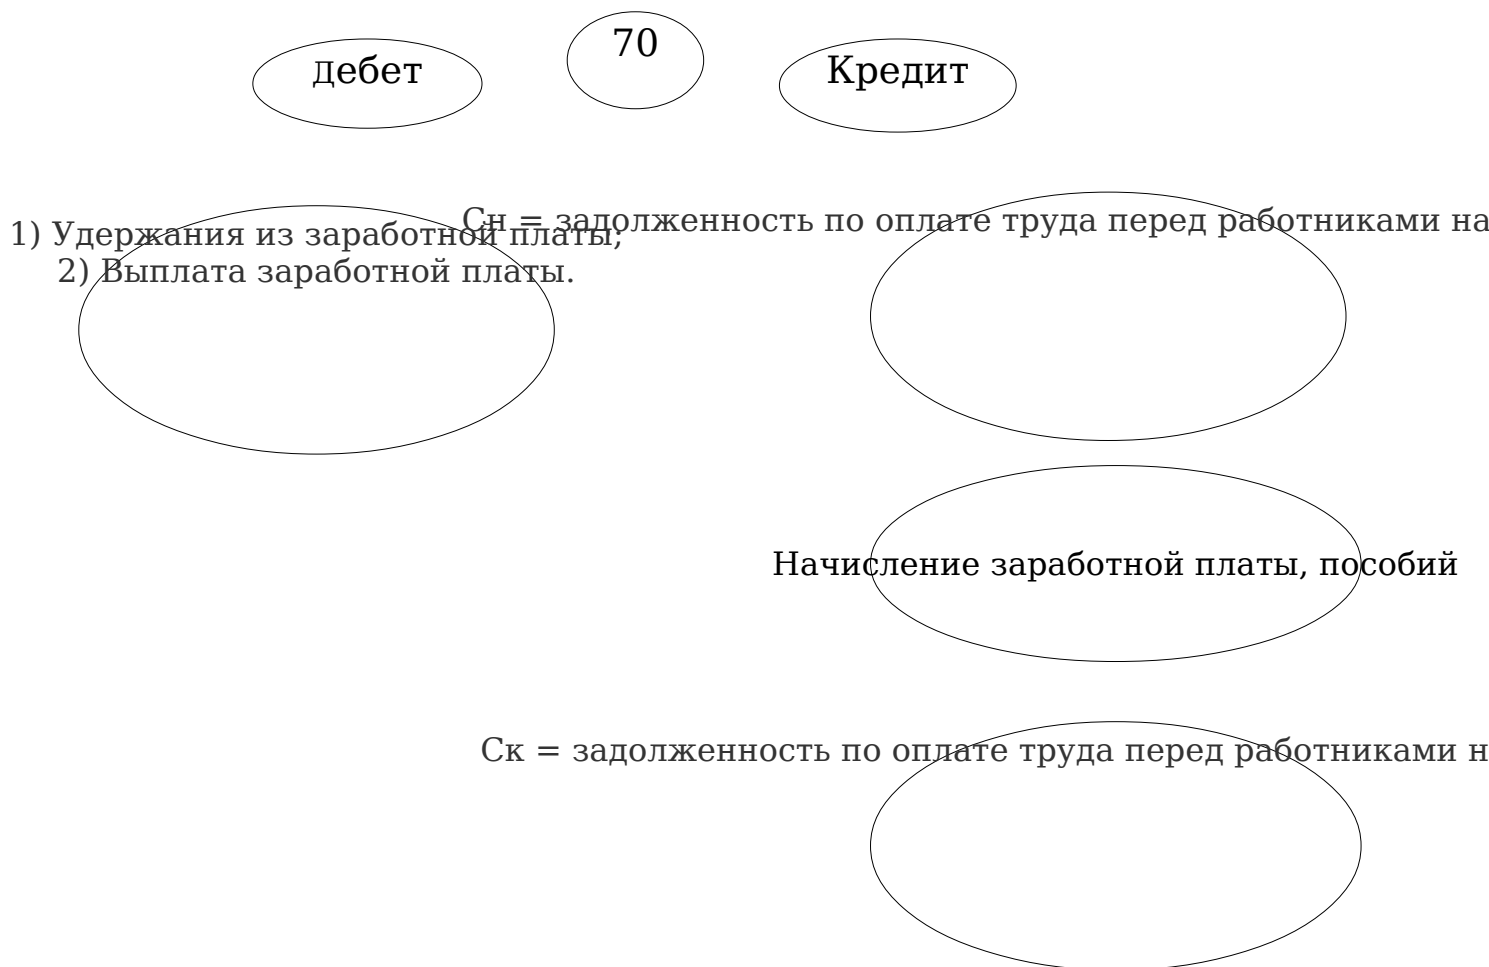 70
Дебет
Кредит
Сн = задолженность по оплате труда перед работниками на
1) Удержания из заработной платы;
2) Выплата заработной платы.
Начисление заработной платы, пособий
Ск = задолженность по оплате труда перед работниками н